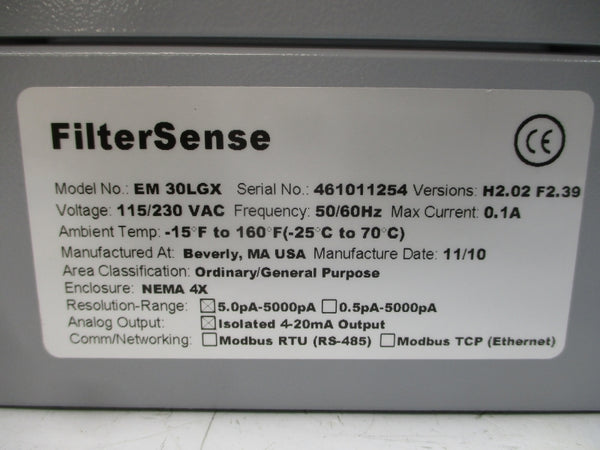 FilterSense CE
Model No.: EM 30LGX Serial No.: 461011254 Versions: H2.02 F2.39
Voltage: 115/230 VAC Frequency: 50/60Hz Max Current: 0.1A
Ambient Temp: -15°F to 160°F(-25°C to 70°C)
Manufactured At: Beverly, MA USA Manufacture Date: 11/10
Area Classification: Ordinary/General Purpose
Enclosure: NEMA 4X
Resolution-Range: ☒5.0pA-5000pA ☐0.5pA-5000pA
Analog Output: ☒Isolated 4-20mA Output
Comm/Networking: ☐Modbus RTU (RS-485) ☐Modbus TCP (Ethernet)